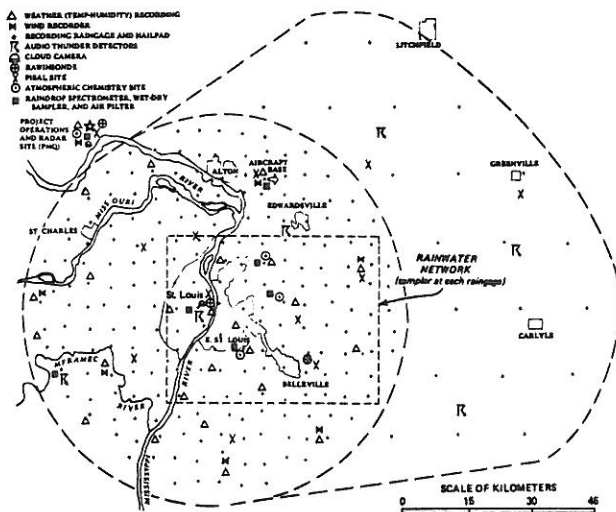 WEATHER (TEMP-HUMIDITY) RECORDING
WIND RECORDER
RECORDING RAINGAGE AND HAILPAD
AUDIO THUNDER DETECTORS
CLOUD CAMERA
RAWINSONDE
PIBAL SITE
ATMOSPHERIC CHEMISTRY SITE
RAINDROP SPECTROMETER, WET-DRY
SAMPLER, AND AIR FILTER
PROJECT
OPERATIONS
AND RADAR
SITE (PMQ)
LITCHFIELD
ALTON
AIRCRAFT
BASE
GREENVILLE
MISSOURI
RIVER
EDWARDSVILLE
ST. CHARLES
RAINWATER
NETWORK
(sampler at each raingage)
St. Louis
E. ST. LOUIS
CARLYLE
MERAMEC
RIVER
RIVER
BELLEVILLE
MISSISSIPPI
SCALE OF KILOMETERS
0 15 30 45